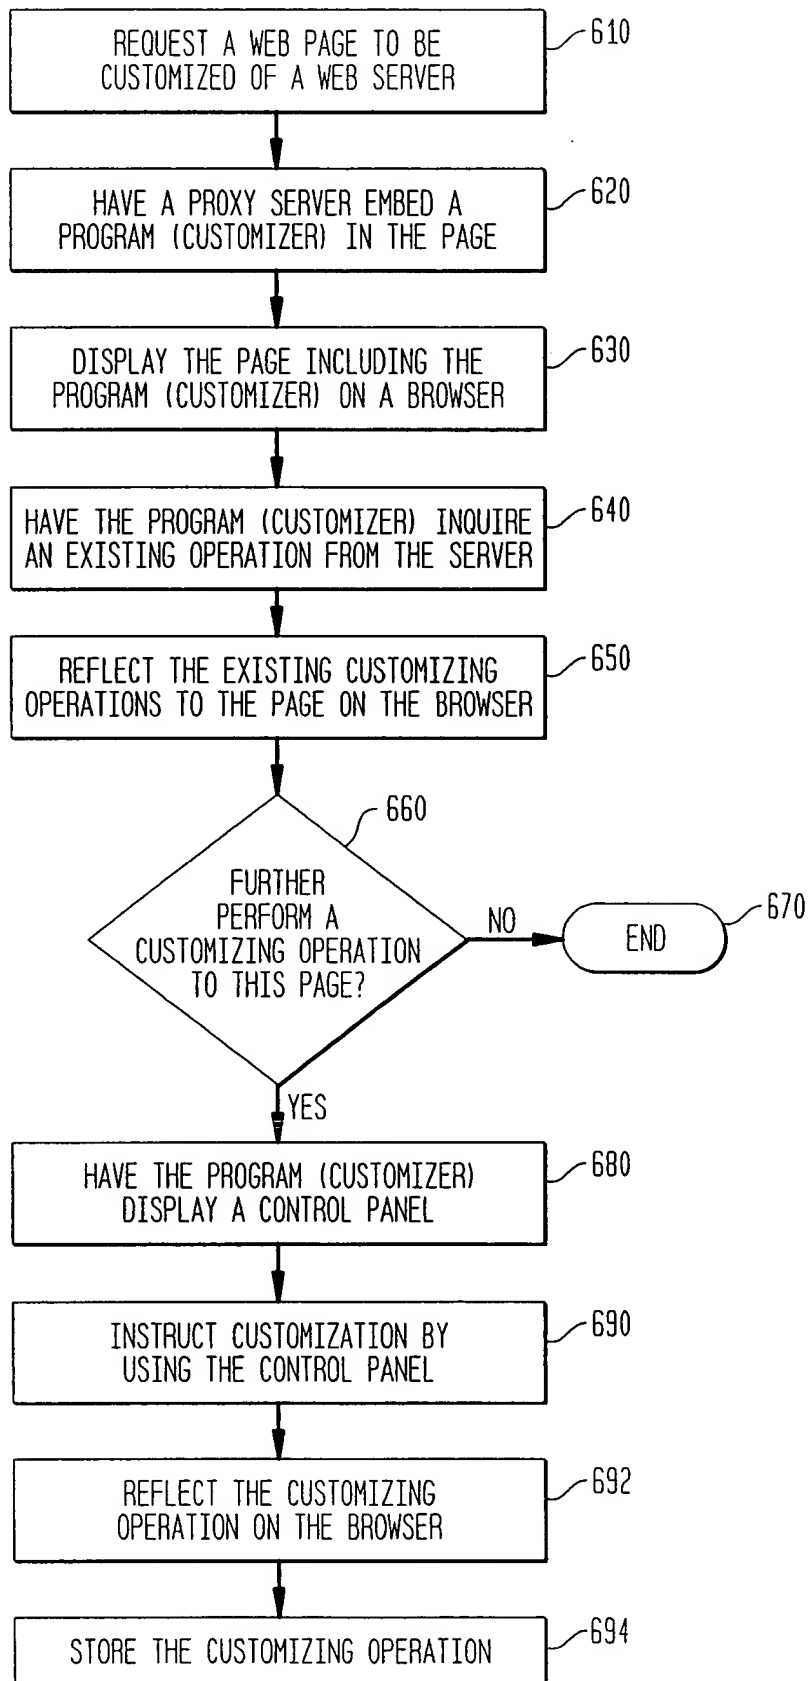 REQUEST A WEB PAGE TO BE
CUSTOMIZED OF A WEB SERVER
610
HAVE A PROXY SERVER EMBED A
PROGRAM (CUSTOMIZER) IN THE PAGE
620
DISPLAY THE PAGE INCLUDING THE
PROGRAM (CUSTOMIZER) ON A BROWSER
630
HAVE THE PROGRAM (CUSTOMIZER) INQUIRE
AN EXISTING OPERATION FROM THE SERVER
640
REFLECT THE EXISTING CUSTOMIZING
OPERATIONS TO THE PAGE ON THE BROWSER
650
660
FURTHER
PERFORM A
CUSTOMIZING OPERATION
TO THIS PAGE?
NO
END
670
YES
HAVE THE PROGRAM (CUSTOMIZER)
DISPLAY A CONTROL PANEL
680
INSTRUCT CUSTOMIZATION BY
USING THE CONTROL PANEL
690
REFLECT THE CUSTOMIZING
OPERATION ON THE BROWSER
692
STORE THE CUSTOMIZING OPERATION
694